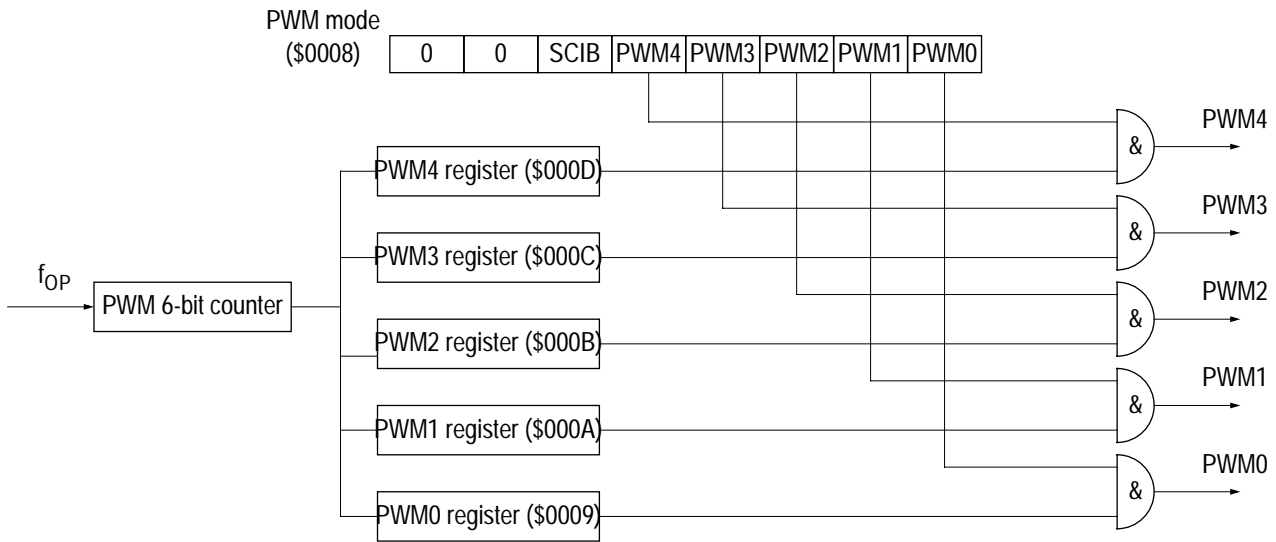 PWM mode
($0008)
0 0 SCIB PWM4 PWM3 PWM2 PWM1 PWM0
PWM4
&
PWM4 register ($000D)
PWM3
&
PWM3 register ($000C)
fOP
PWM 6-bit counter
PWM2
&
PWM2 register ($000B)
PWM1
&
PWM1 register ($000A)
PWM0
&
PWM0 register ($0009)